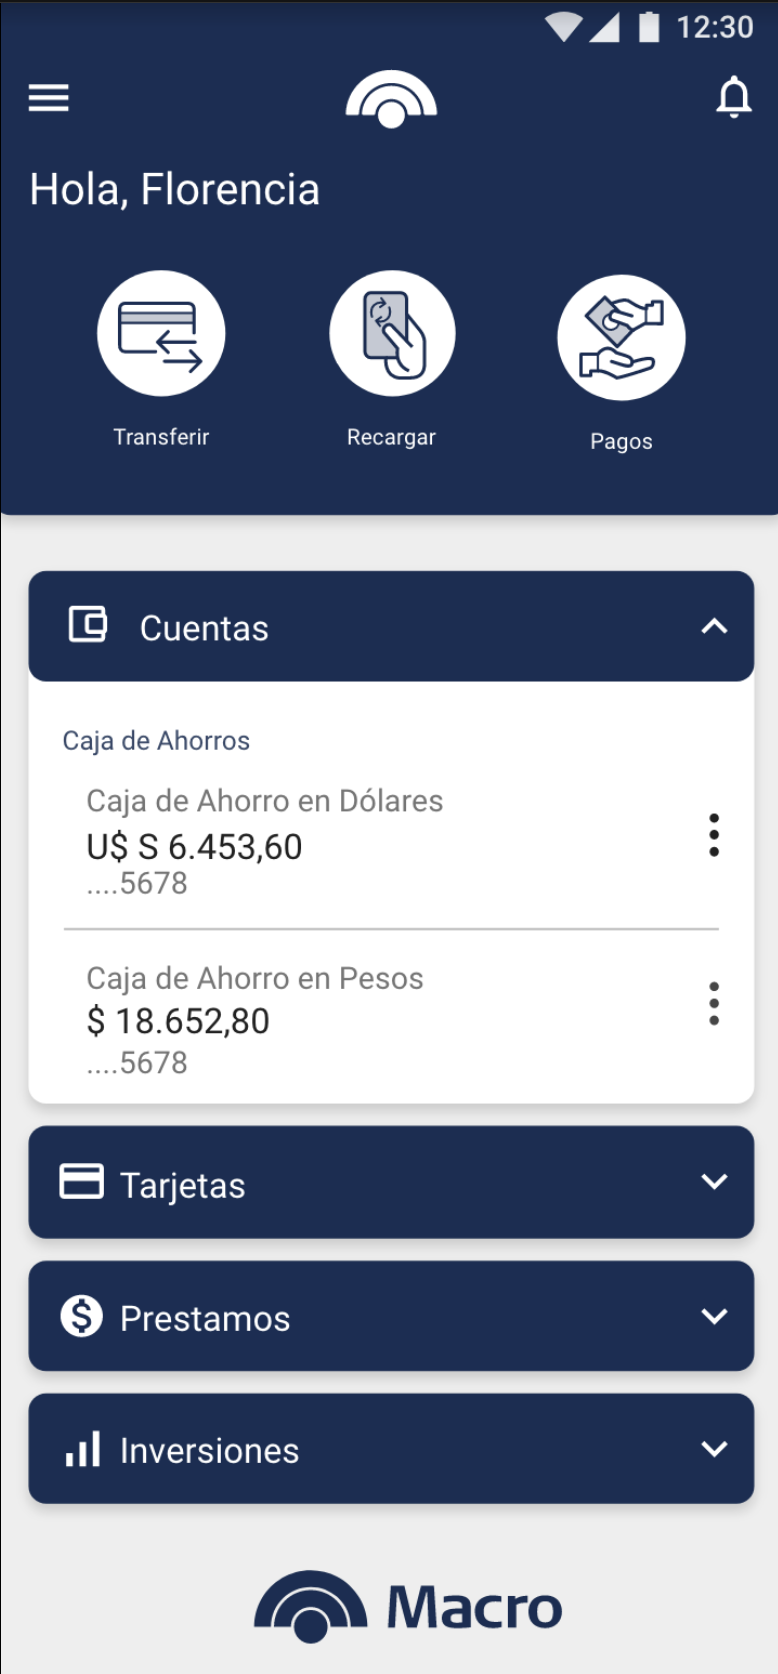 12:30
Hola, Florencia
Transferir
Recargar
Pagos
Cuentas
Caja de Ahorros
Caja de Ahorro en Dólares
U$ S 6.453,60
....5678
Caja de Ahorro en Pesos
$ 18.652,80
....5678
Tarjetas
Prestamos
Inversiones
Macro